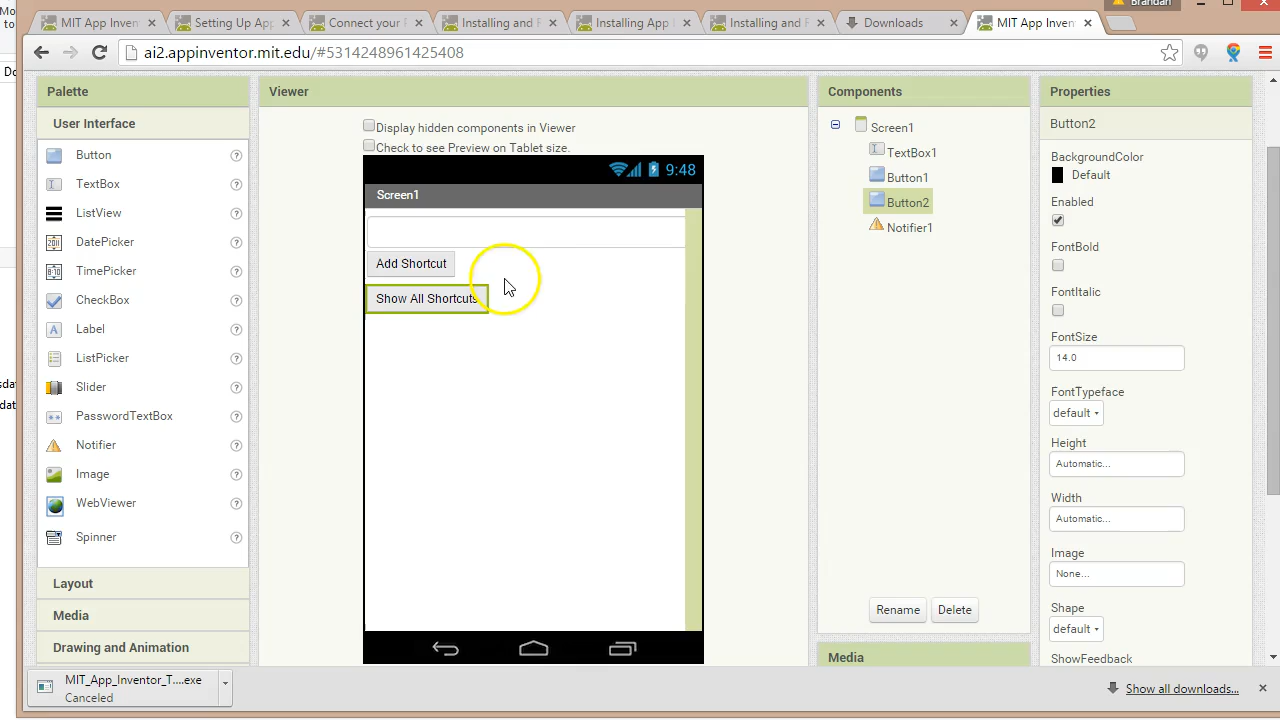 Brandan
MIT App Inven
Setting Up App
Connect your
Installing and
Installing App
Installing and
Downloads
MIT App Inven
ai2.appinventor.mit.edu/#5314248961425408
Palette
Viewer
Components
Properties
User Interface
Button ?
TextBox ?
ListView ?
DatePicker ?
TimePicker ?
CheckBox ?
Label ?
ListPicker ?
Slider ?
PasswordTextBox ?
Notifier ?
Image ?
WebViewer ?
Spinner ?
Layout
Media
Drawing and Animation
Display hidden components in Viewer
Check to see Preview on Tablet size.
9:48
Screen1
Add Shortcut
Show All Shortcuts
Screen1
TextBox1
Button1
Button2
Notifier1
Rename
Delete
Media
Button2
BackgroundColor
Default
Enabled
FontBold
FontItalic
FontSize
14.0
FontTypeface
default
Height
Automatic...
Width
Automatic...
Image
None...
Shape
default
ShowFeedback
MIT_App_Inventor_T....exe
Canceled
Show all downloads...